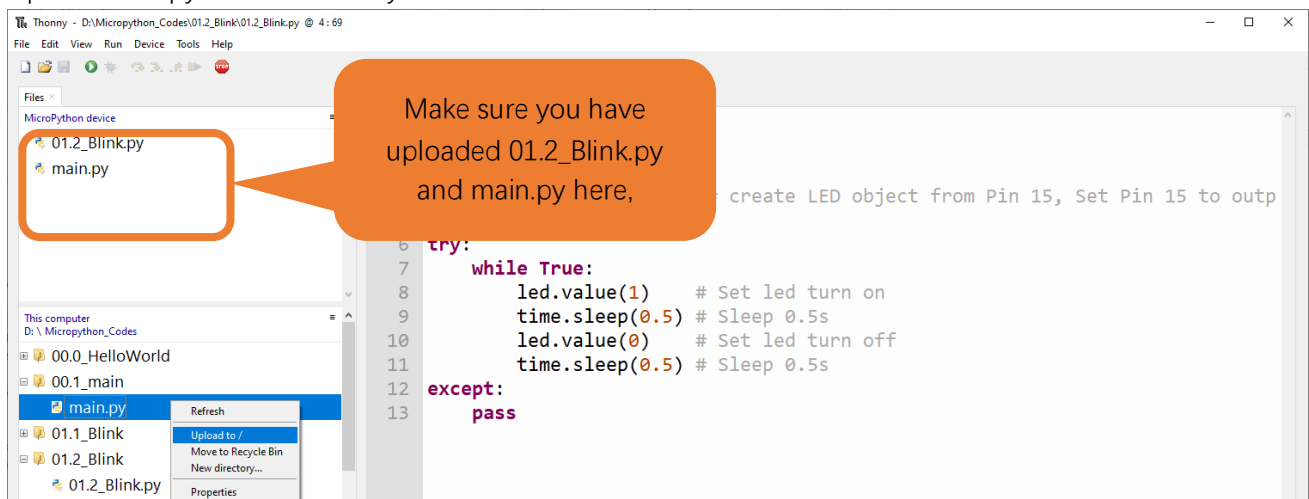 Thonny - D:\Micropython_Codes\01.2_Blink\01.2_Blink.py @ 4 : 69
File Edit View Run Device Tools Help
STOP
Files ×
MicroPython device
01.2_Blink.py
main.py
Make sure you have
uploaded 01.2_Blink.py
and main.py here,
create LED object from Pin 15, Set Pin 15 to outp
6 try:
7 while True:
8 led.value(1) # Set led turn on
9 time.sleep(0.5) # Sleep 0.5s
10 led.value(0) # Set led turn off
11 time.sleep(0.5) # Sleep 0.5s
12 except:
13 pass
This computer
D: \ Micropython_Codes
00.0_HelloWorld
00.1_main
main.py
01.1_Blink
01.2_Blink
01.2_Blink.py
Refresh
Upload to /
Move to Recycle Bin
New directory...
Properties